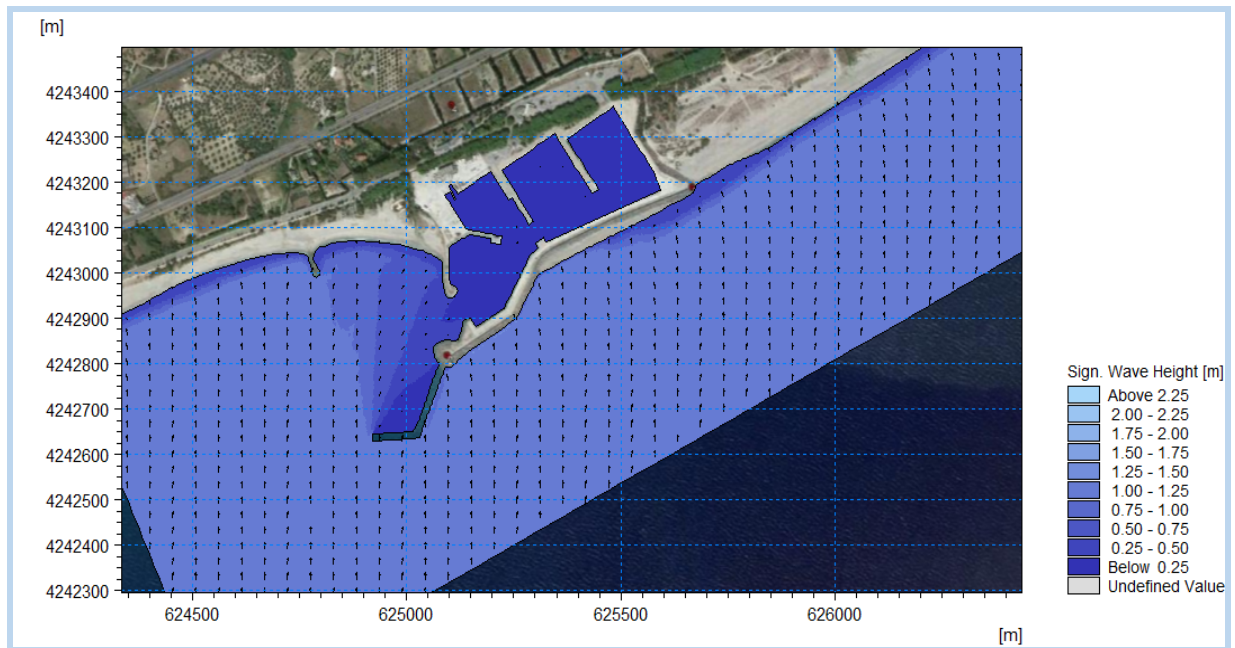 [m]
4243400
4243300
4243200
4243100
4243000
4242900
4242800
4242700
4242600
4242500
4242400
4242300
624500 625000 625500 626000
[m]
Sign. Wave Height [m]
Above 2.25
2.00 - 2.25
1.75 - 2.00
1.50 - 1.75
1.25 - 1.50
1.00 - 1.25
0.75 - 1.00
0.50 - 0.75
0.25 - 0.50
Below 0.25
Undefined Value